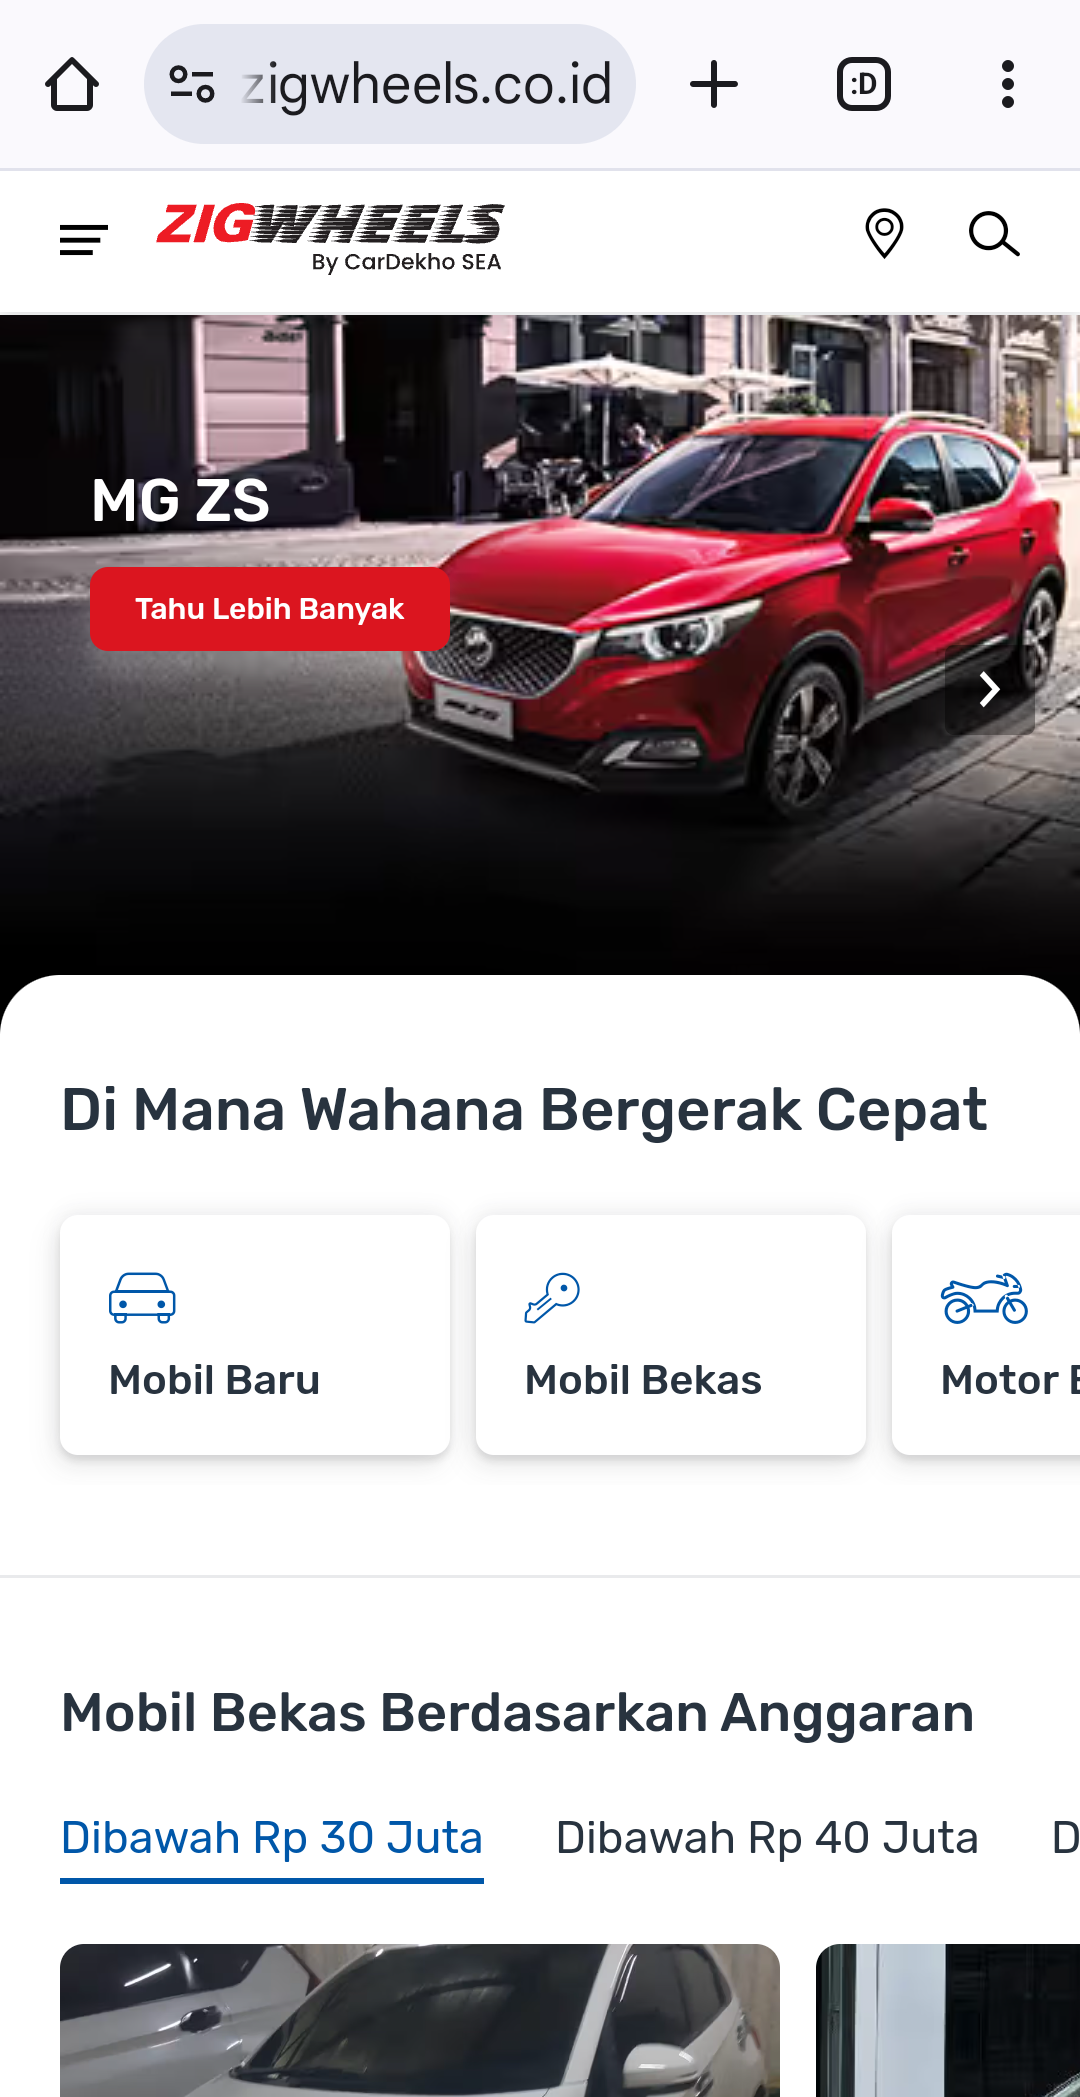 zigwheels.co.id
:D
ZIGWHEELS
By CarDekho SEA
MG ZS
Tahu Lebih Banyak
Di Mana Wahana Bergerak Cepat
Mobil Baru
Mobil Bekas
Motor
Mobil Bekas Berdasarkan Anggaran
Dibawah Rp 30 Juta
Dibawah Rp 40 Juta